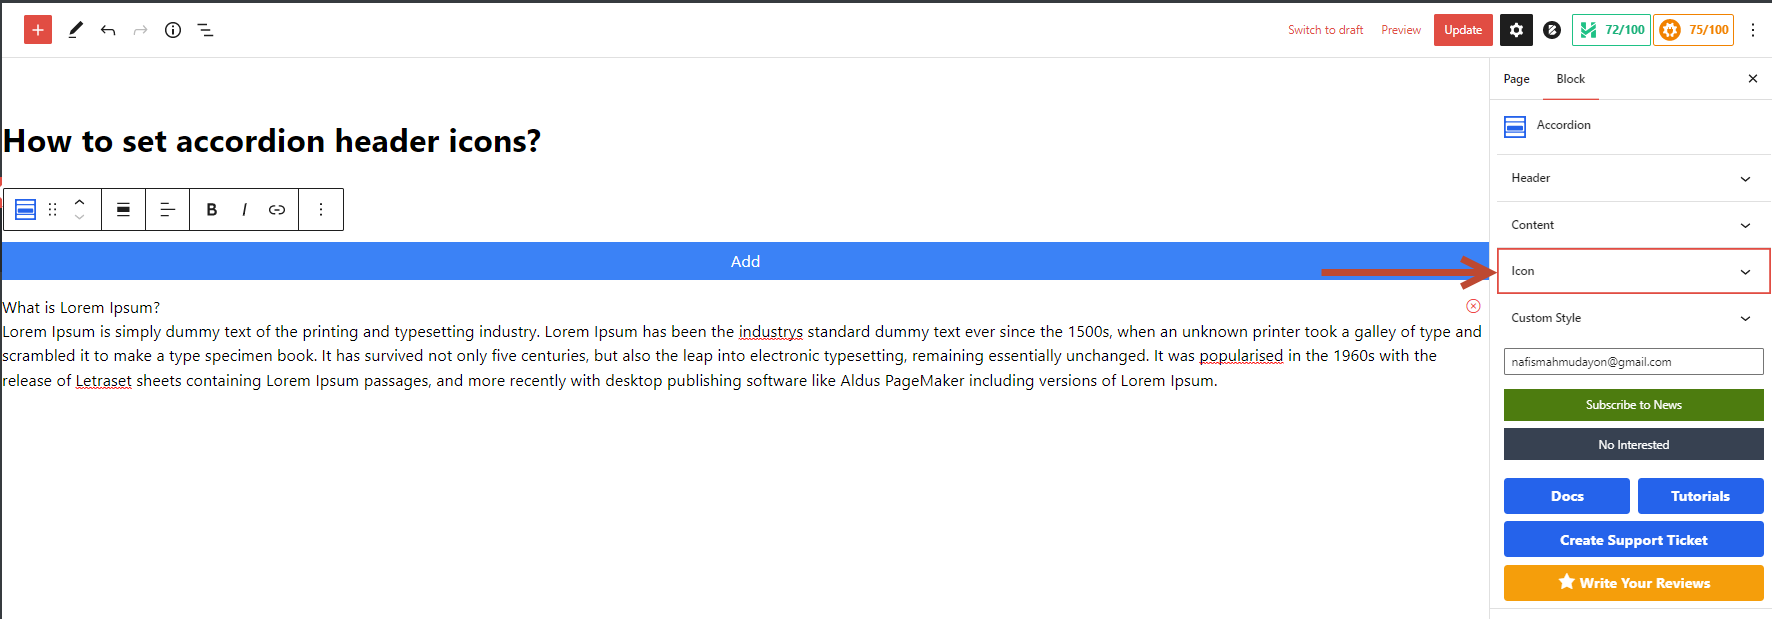 Switch to draft
Preview
Update
72/100
75/100
Page
Block
Accordion
How to set accordion header icons?
Header
B
I
Content
Add
Icon
What is Lorem Ipsum?
Lorem Ipsum is simply dummy text of the printing and typesetting industry. Lorem Ipsum has been the industrys standard dummy text ever since the 1500s, when an unknown printer took a galley of type and
scrambled it to make a type specimen book. It has survived not only five centuries, but also the leap into electronic typesetting, remaining essentially unchanged. It was popularised in the 1960s with the
release of Letraset sheets containing Lorem Ipsum passages, and more recently with desktop publishing software like Aldus PageMaker including versions of Lorem Ipsum.
Custom Style
nafismahmudayon@gmail.com
Subscribe to News
No Interested
Docs
Tutorials
Create Support Ticket
Write Your Reviews